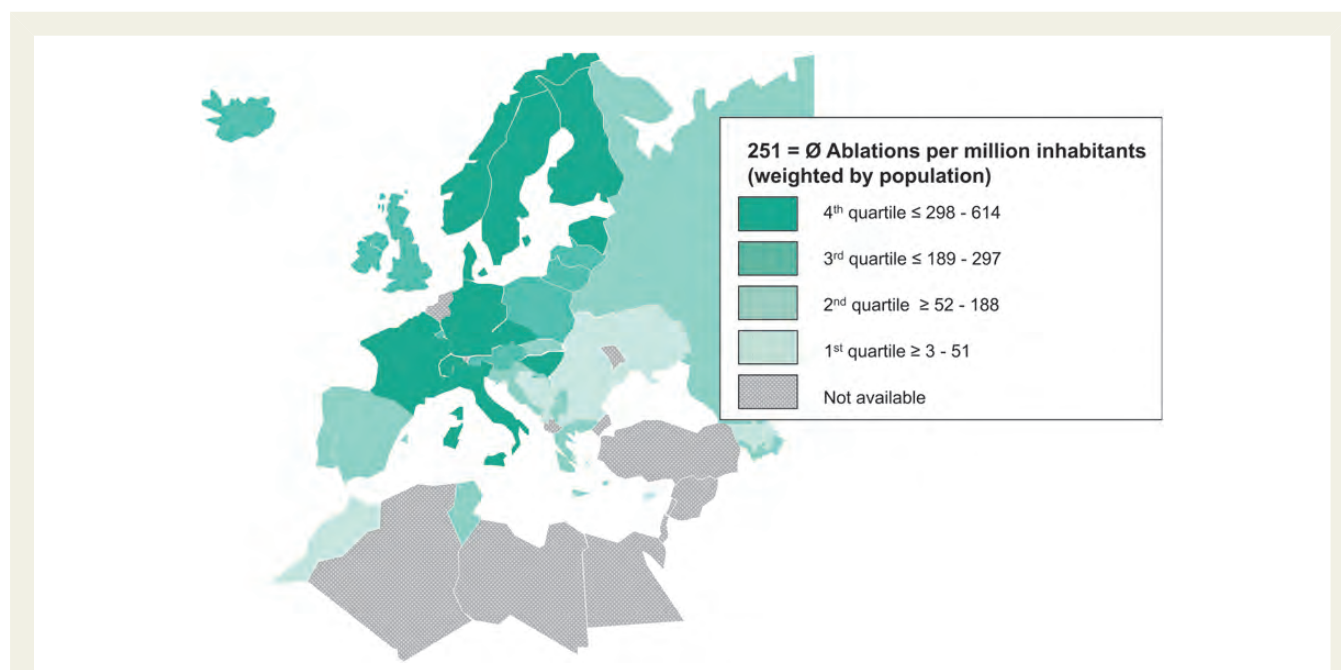 251 = Ø Ablations per million inhabitants
(weighted by population)
4th quartile ≤ 298 - 614
3rd quartile ≤ 189 - 297
2nd quartile ≥ 52 - 188
1st quartile ≥ 3 - 51
Not available